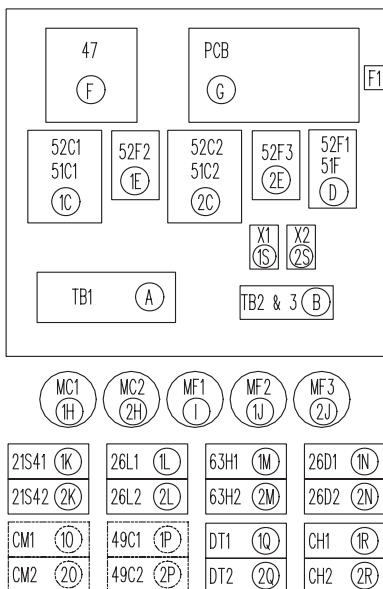 47 PCB
F G F1
52C1 52F2 52C2 52F3 52F1
51C1 51C2 51F
1C 1E 2C 2E D
X1 X2
1S 2S
TB1 A TB2 & 3 B
MC1 MC2 MF1 MF2 MF3
1H 2H I 1J 2J
21S41 1K 26L1 1L 63H1 1M 26D1 1N
21S42 2K 26L2 2L 63H2 2M 26D2 2N
CM1 10 49C1 1P DT1 1Q CH1 1R
CM2 20 49C2 2P DT2 2Q CH2 2R